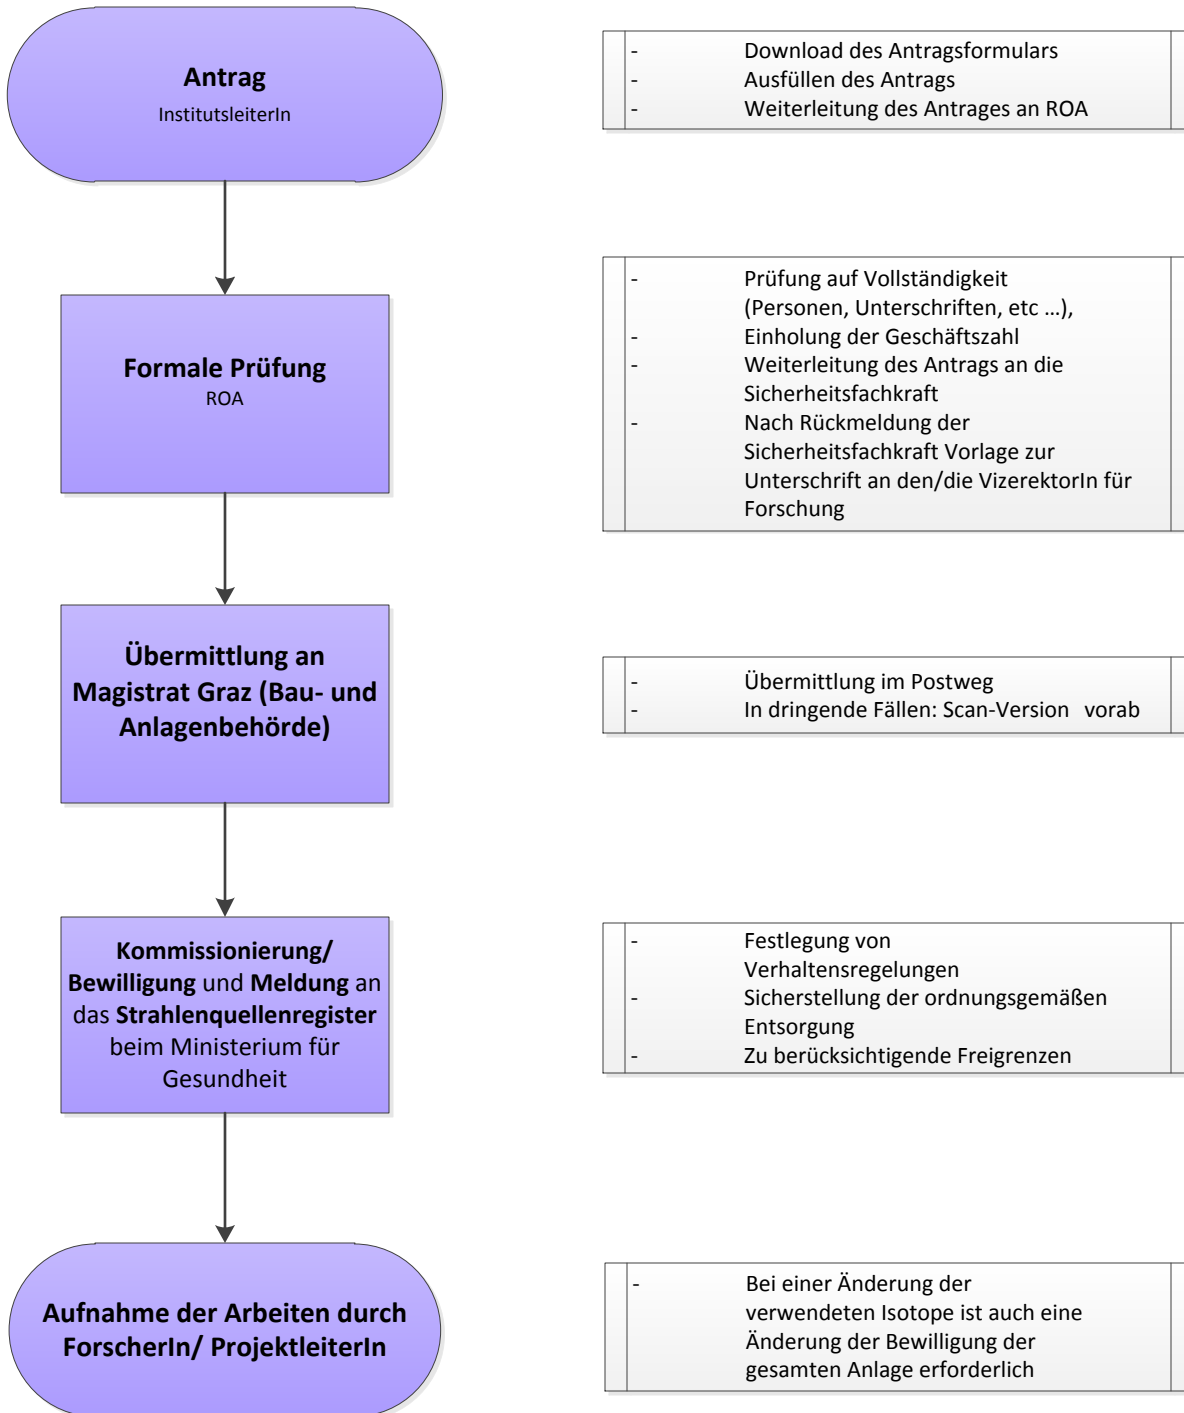 Antrag
InstitutsleiterIn
- Download des Antragsformulars
- Ausfüllen des Antrags
- Weiterleitung des Antrages an ROA
Formale Prüfung
ROA
- Prüfung auf Vollständigkeit
(Personen, Unterschriften, etc …),
- Einholung der Geschäftszahl
- Weiterleitung des Antrags an die
Sicherheitsfachkraft
- Nach Rückmeldung der
Sicherheitsfachkraft Vorlage zur
Unterschrift an den/die VizerektorIn für
Forschung
Übermittlung an
Magistrat Graz (Bau- und
Anlagenbehörde)
- Übermittlung im Postweg
- In dringende Fällen: Scan-Version vorab
Kommissionierung/
Bewilligung und Meldung an
das Strahlenquellenregister
beim Ministerium für
Gesundheit
- Festlegung von
Verhaltensregelungen
- Sicherstellung der ordnungsgemäßen
Entsorgung
- Zu berücksichtigende Freigrenzen
Aufnahme der Arbeiten durch
ForscherIn/ ProjektleiterIn
- Bei einer Änderung der
verwendeten Isotope ist auch eine
Änderung der Bewilligung der
gesamten Anlage erforderlich